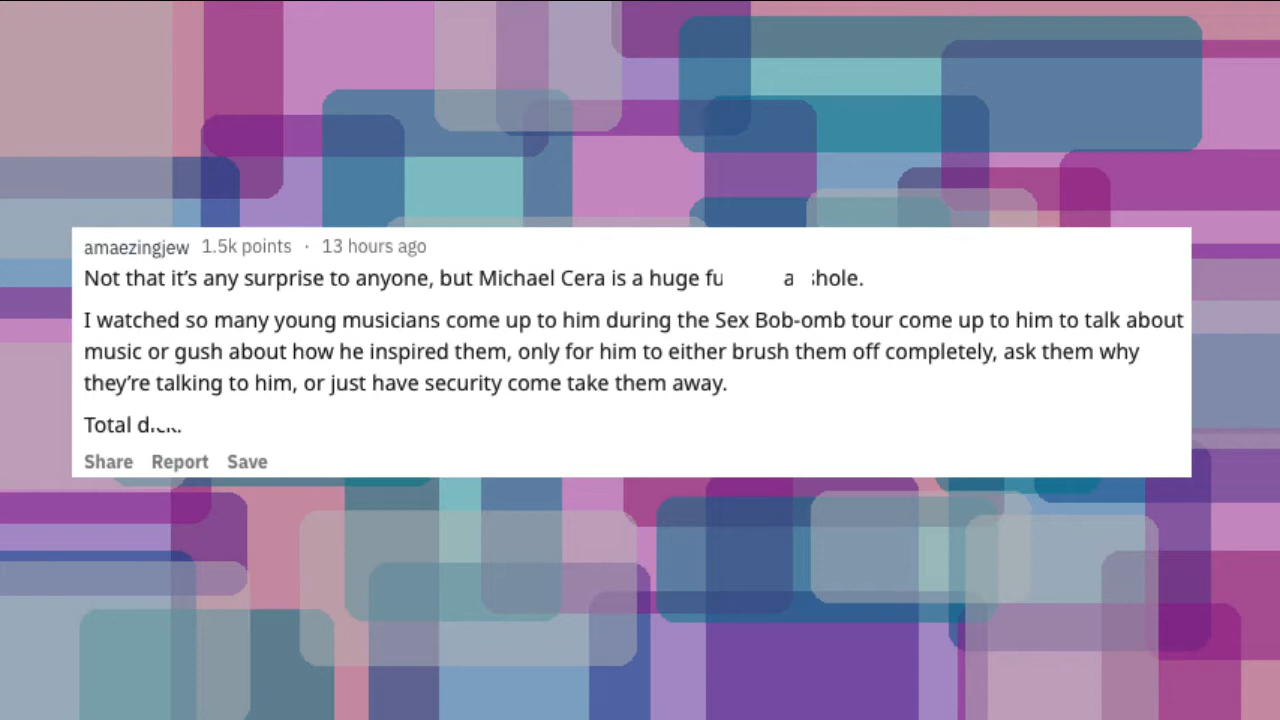 amaezingjew 1.5k points · 13 hours ago
Not that it's any surprise to anyone, but Michael Cera is a huge
I watched so many young musicians come up to him during the Sex Bob-omb tour come up to him to talk about
music or gush about how he inspired them, only for him to either brush them off completely, ask them why
they're talking to him, or just have security come take them away.
Total
Share Report Save